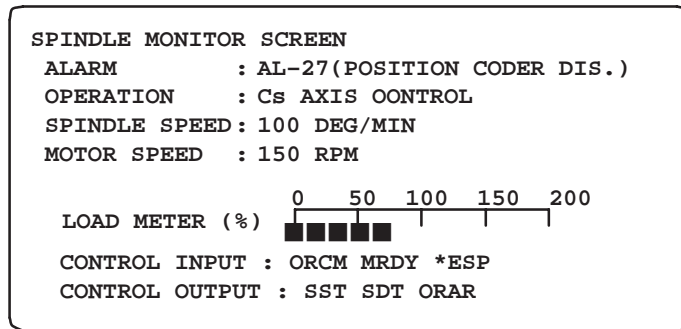 SPINDLE MONITOR SCREEN
ALARM : AL-27(POSITION CODER DIS.)
OPERATION : Cs AXIS OONTROL
SPINDLE SPEED : 100 DEG/MIN
MOTOR SPEED : 150 RPM
0 50 100 150 200
LOAD METER (%)
CONTROL INPUT : ORCM MRDY *ESP
CONTROL OUTPUT : SST SDT ORAR